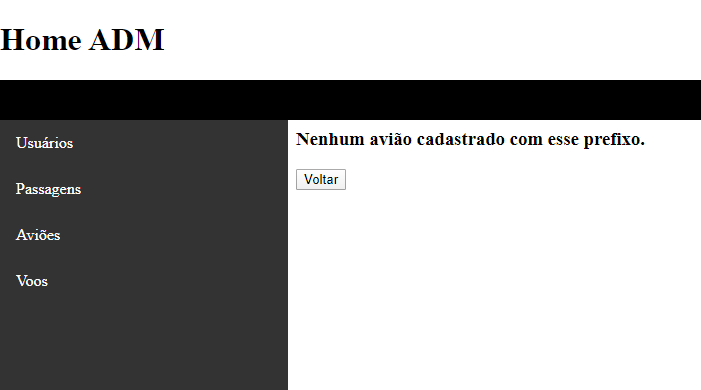 Home ADM
Usuários
Nenhum avião cadastrado com esse prefixo.
Passagens
Voltar
Aviões
Voos